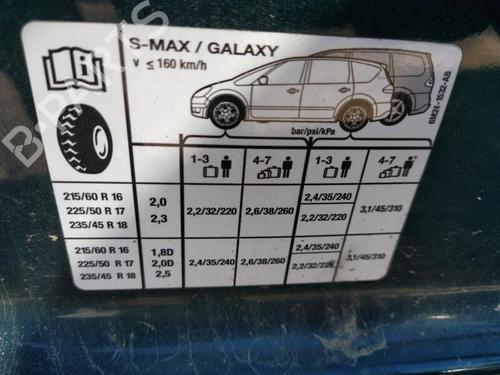 S-MAX / GALAXY
v ≤ 160 km/h
6M21-1532-AB
bar/psi/kPa
1-3 4-7 1-3 4-7
215/60 R 16
225/50 R 17
235/45 R 18
2,0
2,3
2,2/32/220 2,6/38/260
2,4/35/240
2,2/32/220
3,1/45/310
215/60 R 16
225/50 R 17
235/45 R 18
1,8D
2,0D
2,5
2,4/35/240 2,6/38/260
2,4/35/240
2,2/32/220
3,1/45/310
B-PARTS